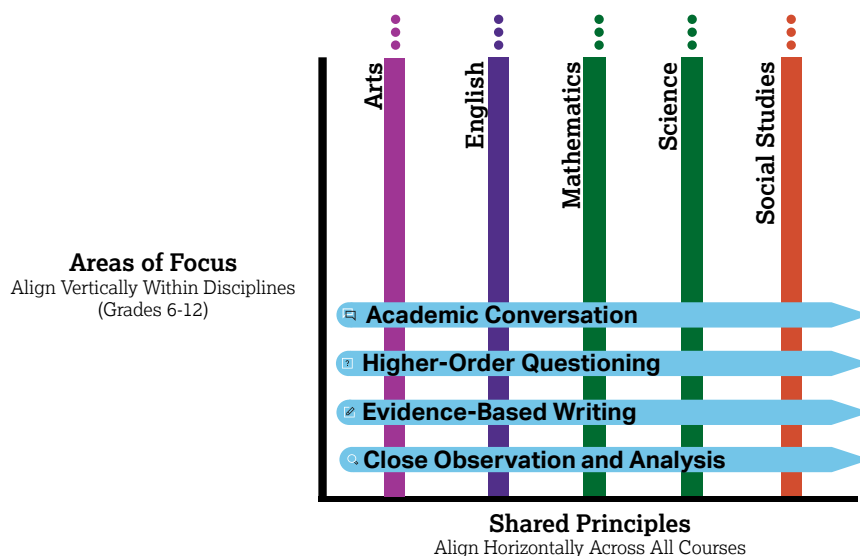 Arts
English
Mathematics
Science
Social Studies
Areas of Focus
Align Vertically Within Disciplines
(Grades 6-12)
Academic Conversation
? Higher-Order Questioning
Evidence-Based Writing
Close Observation and Analysis
Shared Principles
Align Horizontally Across All Courses